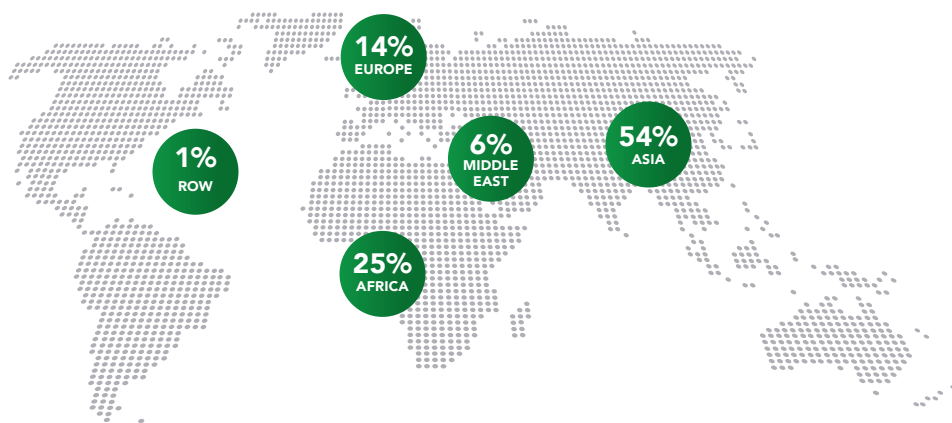 14%
EUROPE
1%
ROW
6%
MIDDLE
EAST
54%
ASIA
25%
AFRICA